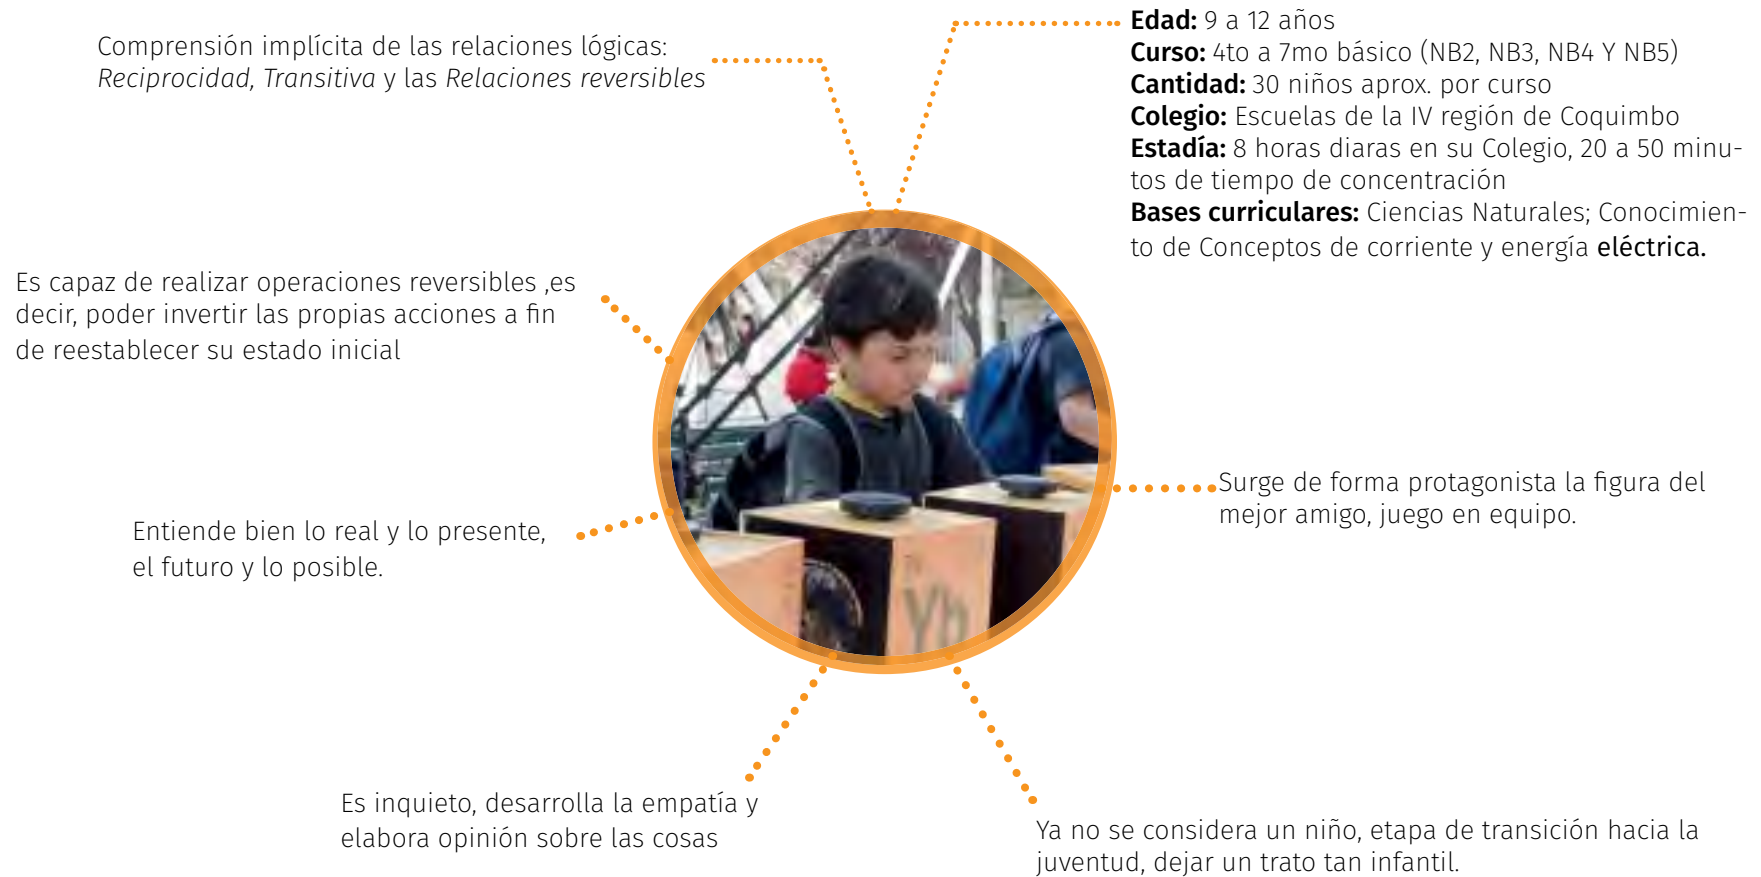 Comprensión implícita de las relaciones lógicas:
Reciprocidad, Transitiva y las Relaciones reversibles
Edad: 9 a 12 años
Curso: 4to a 7mo básico (NB2, NB3, NB4 Y NB5)
Cantidad: 30 niños aprox. por curso
Colegio: Escuelas de la IV región de Coquimbo
Estadía: 8 horas diaras en su Colegio, 20 a 50 minu-
tos de tiempo de concentración
Bases curriculares: Ciencias Naturales; Conocimien-
to de Conceptos de corriente y energía eléctrica.
Es capaz de realizar operaciones reversibles ,es
decir, poder invertir las propias acciones a fin
de reestablecer su estado inicial
Surge de forma protagonista la figura del
mejor amigo, juego en equipo.
Entiende bien lo real y lo presente,
el futuro y lo posible.
Yb
Es inquieto, desarrolla la empatía y
elabora opinión sobre las cosas
Ya no se considera un niño, etapa de transición hacia la
juventud, dejar un trato tan infantil.